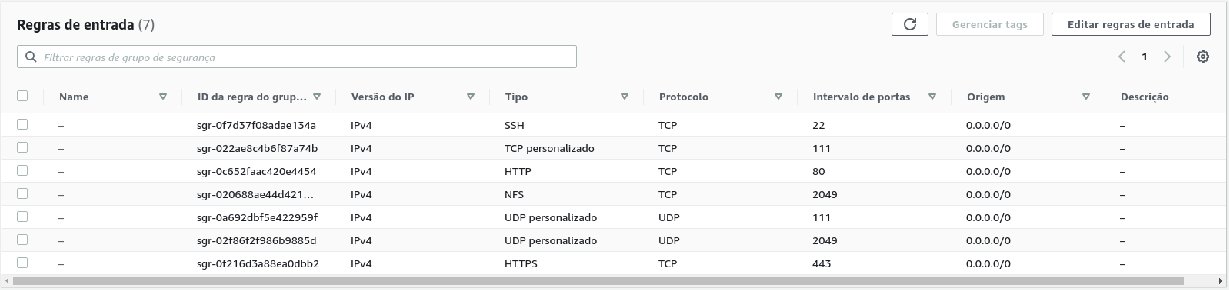 Regras de entrada (7)
Gerenciar tags
Editar regras de entrada
Filtrar regras de grupo de segurança
1
Name ID da regra do grup... Versão do IP Tipo Protocolo Intervalo de portas Origem Descrição
– sgr-0f7d37f08adae134a IPv4 SSH TCP 22 0.0.0.0/0 –
– sgr-022ae8c4b6f87a74b IPv4 TCP personalizado TCP 111 0.0.0.0/0 –
– sgr-0c652faac420e4454 IPv4 HTTP TCP 80 0.0.0.0/0 –
– sgr-020688ae44d421... IPv4 NFS TCP 2049 0.0.0.0/0 –
– sgr-0a692dbf5e422959f IPv4 UDP personalizado UDP 111 0.0.0.0/0 –
– sgr-02f86f2f986b9885d IPv4 UDP personalizado UDP 2049 0.0.0.0/0 –
– sgr-0f216d3a88ea0dbb2 IPv4 HTTPS TCP 443 0.0.0.0/0 –